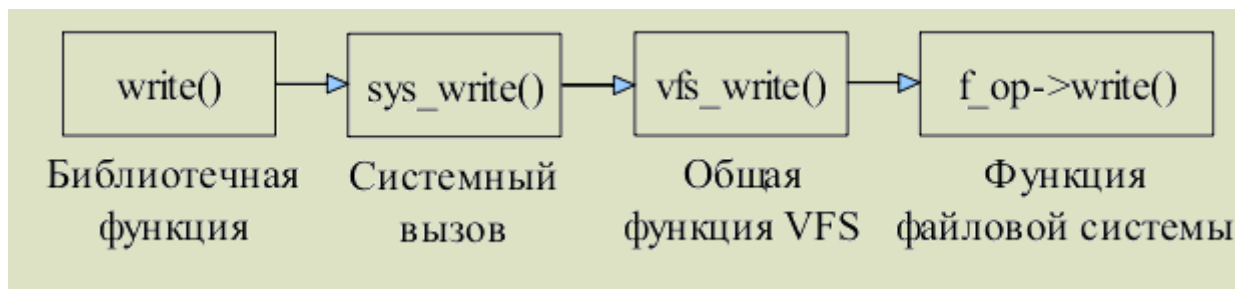 write()
sys_write()
vfs_write()
f_op->write()
Библиотечная
функция
Системный
вызов
Общая
функция VFS
Функция
файловой системы